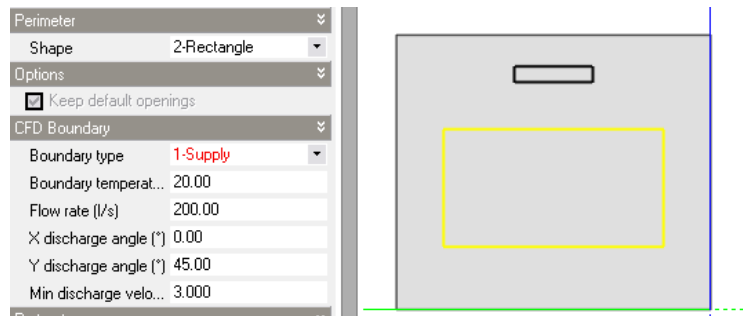 Perimeter
Shape 2-Rectangle
Options
Keep default openings
CFD Boundary
Boundary type 1-Supply
Boundary temperat... 20.00
Flow rate (l/s) 200.00
X discharge angle (°) 0.00
Y discharge angle (°) 45.00
Min discharge velo... 3.000